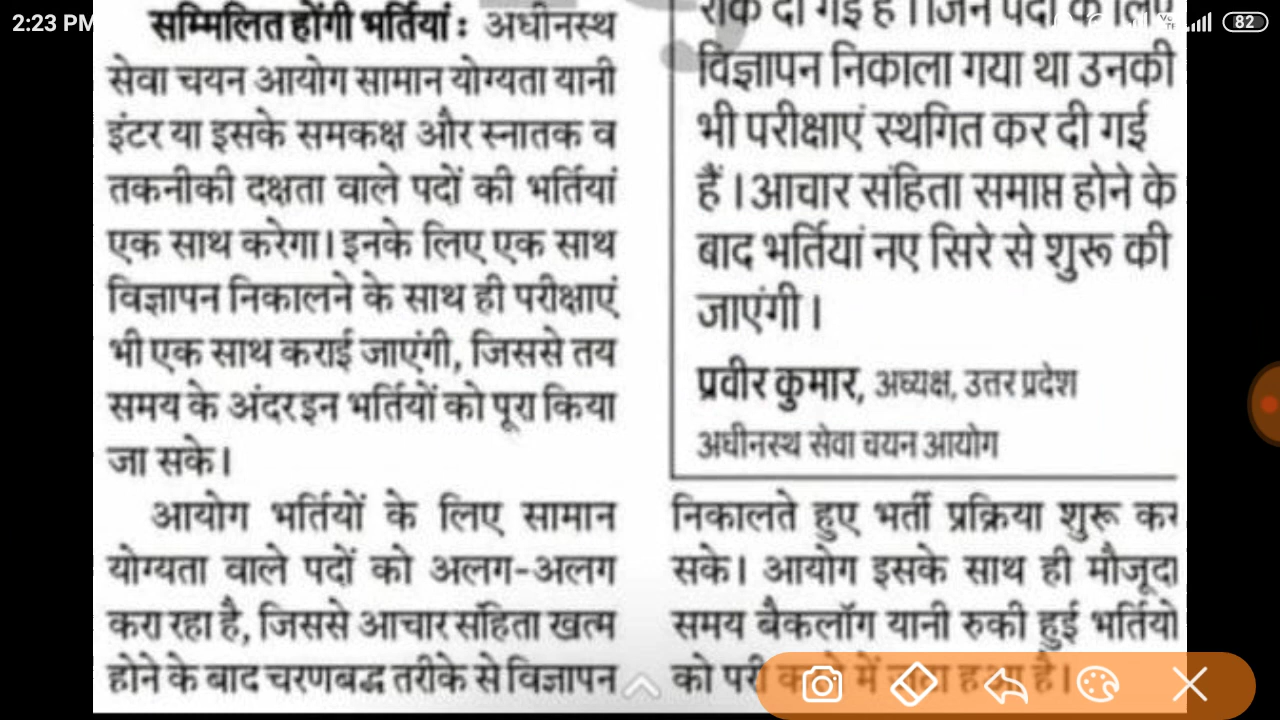 2:23 PM
82
सम्मिलित होंगी भर्तियां : अधीनस्थ
सेवा चयन आयोग सामान योग्यता यानी
इंटर या इसके समकक्ष और स्नातक व
तकनीकी दक्षता वाले पदों की भर्तियां
एक साथ करेगा। इनके लिए एक साथ
विज्ञापन निकालने के साथ ही परीक्षाएं
भी एक साथ कराई जाएंगी, जिससे तय
समय के अंदर इन भर्तियों को पूरा किया
जा सके।
आयोग भर्तियों के लिए सामान
योग्यता वाले पदों को अलग-अलग
करा रहा है, जिससे आचार संहिता खत्म
होने के बाद चरणबद्ध तरीके से विज्ञापन
रोक दी गई है । जिन पदों के लिए
विज्ञापन निकाला गया था उनकी
भी परीक्षाएं स्थगित कर दी गई
हैं । आचार संहिता समाप्त होने के
बाद भर्तियां नए सिरे से शुरू की
जाएंगी ।
प्रवीर कुमार, अध्यक्ष, उत्तर प्रदेश
अधीनस्थ सेवा चयन आयोग
निकालते हुए भर्ती प्रक्रिया शुरू कर
सके। आयोग इसके साथ ही मौजूदा
समय बैकलॉग यानी रुकी हुई भर्तियों
को में है।